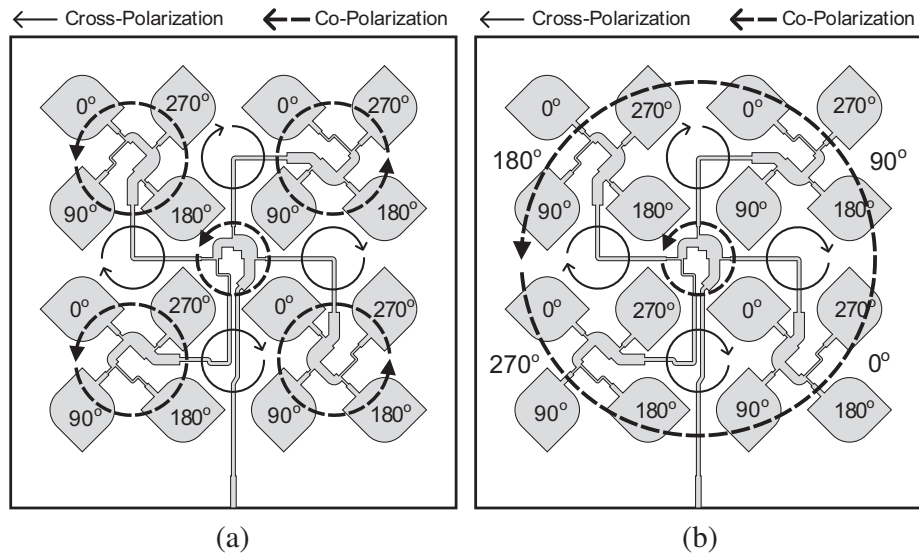 Cross-Polarization Co-Polarization Cross-Polarization Co-Polarization
0° 270° 0° 270° 0° 270° 0° 270°
180° 90°
90° 180° 90° 180° 90° 180° 90° 180°
0° 270° 0° 270° 0° 270° 0° 270°
270° 0°
90° 180° 90° 180° 90° 180° 90° 180°
(a) (b)